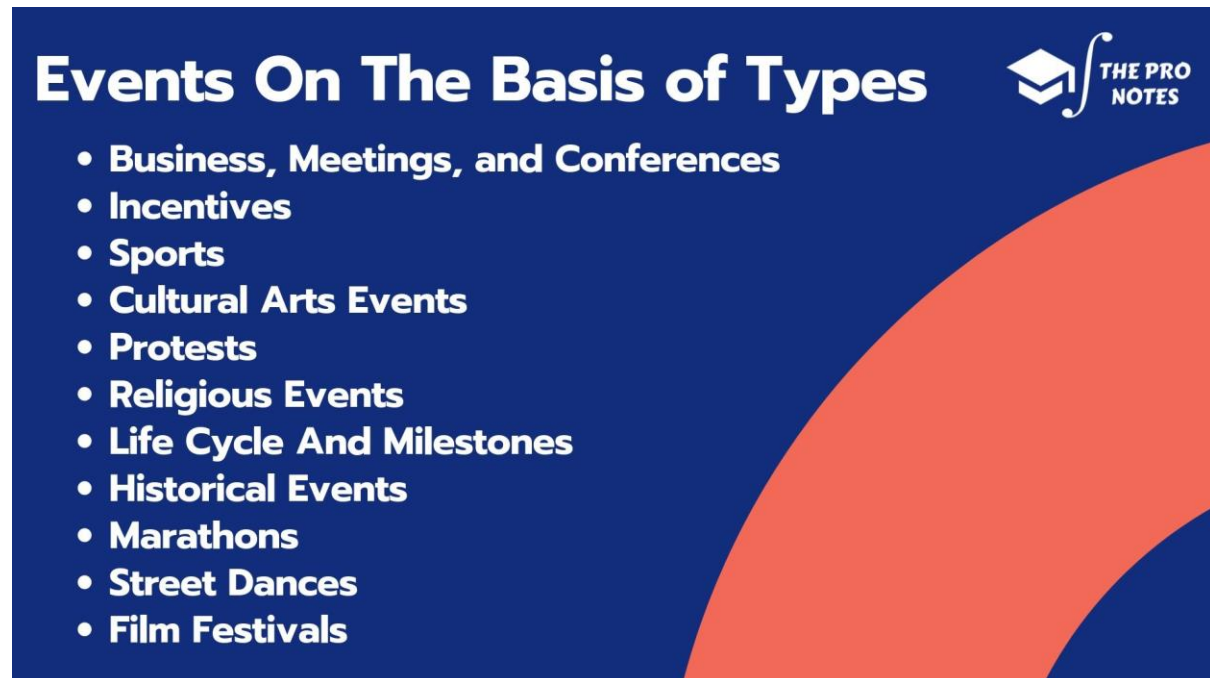 Events On The Basis of Types
THE PRO
NOTES
• Business, Meetings, and Conferences
• Incentives
• Sports
• Cultural Arts Events
• Protests
• Religious Events
• Life Cycle And Milestones
• Historical Events
• Marathons
• Street Dances
• Film Festivals